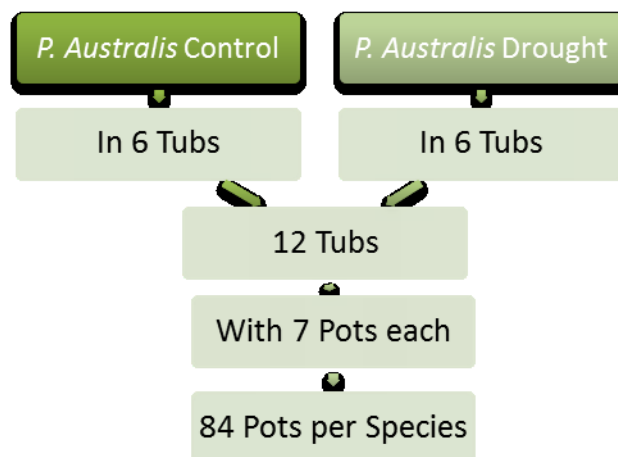 P. Australis Control
P. Australis Drought
In 6 Tubs
In 6 Tubs
12 Tubs
With 7 Pots each
84 Pots per Species